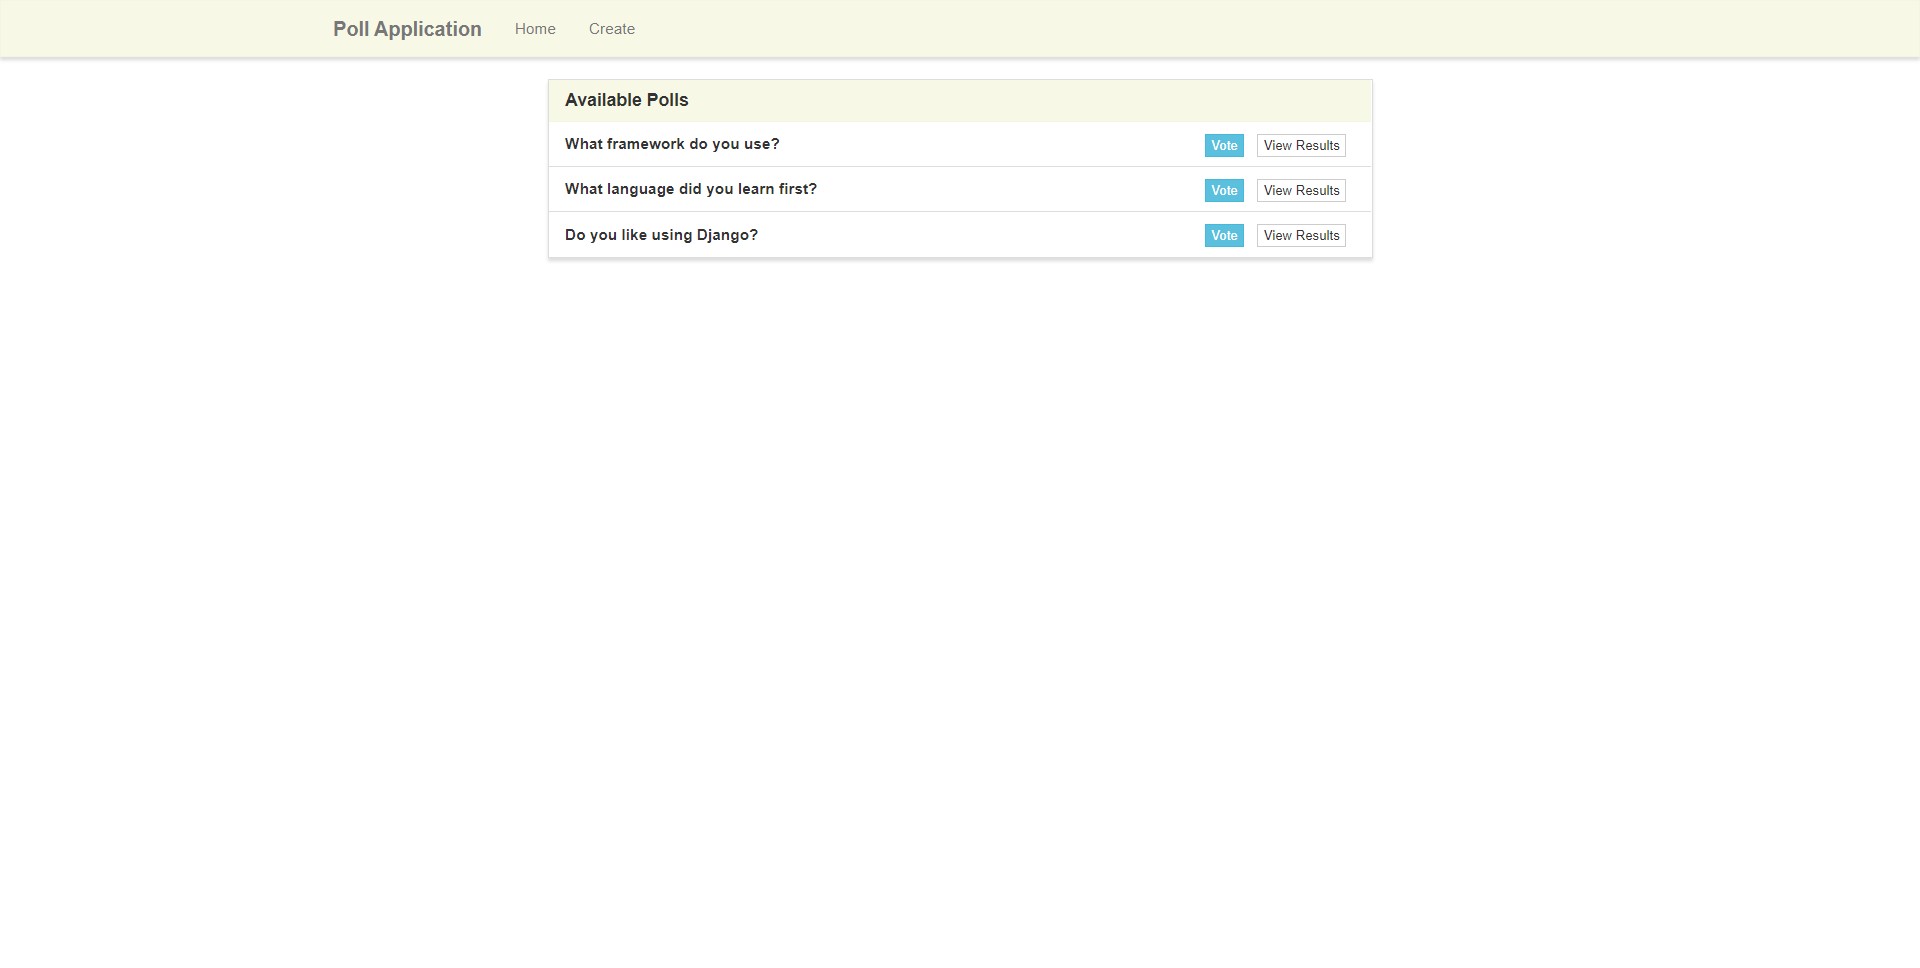 Poll Application Home Create
Available Polls
What framework do you use? Vote View Results
What language did you learn first? Vote View Results
Do you like using Django? Vote View Results